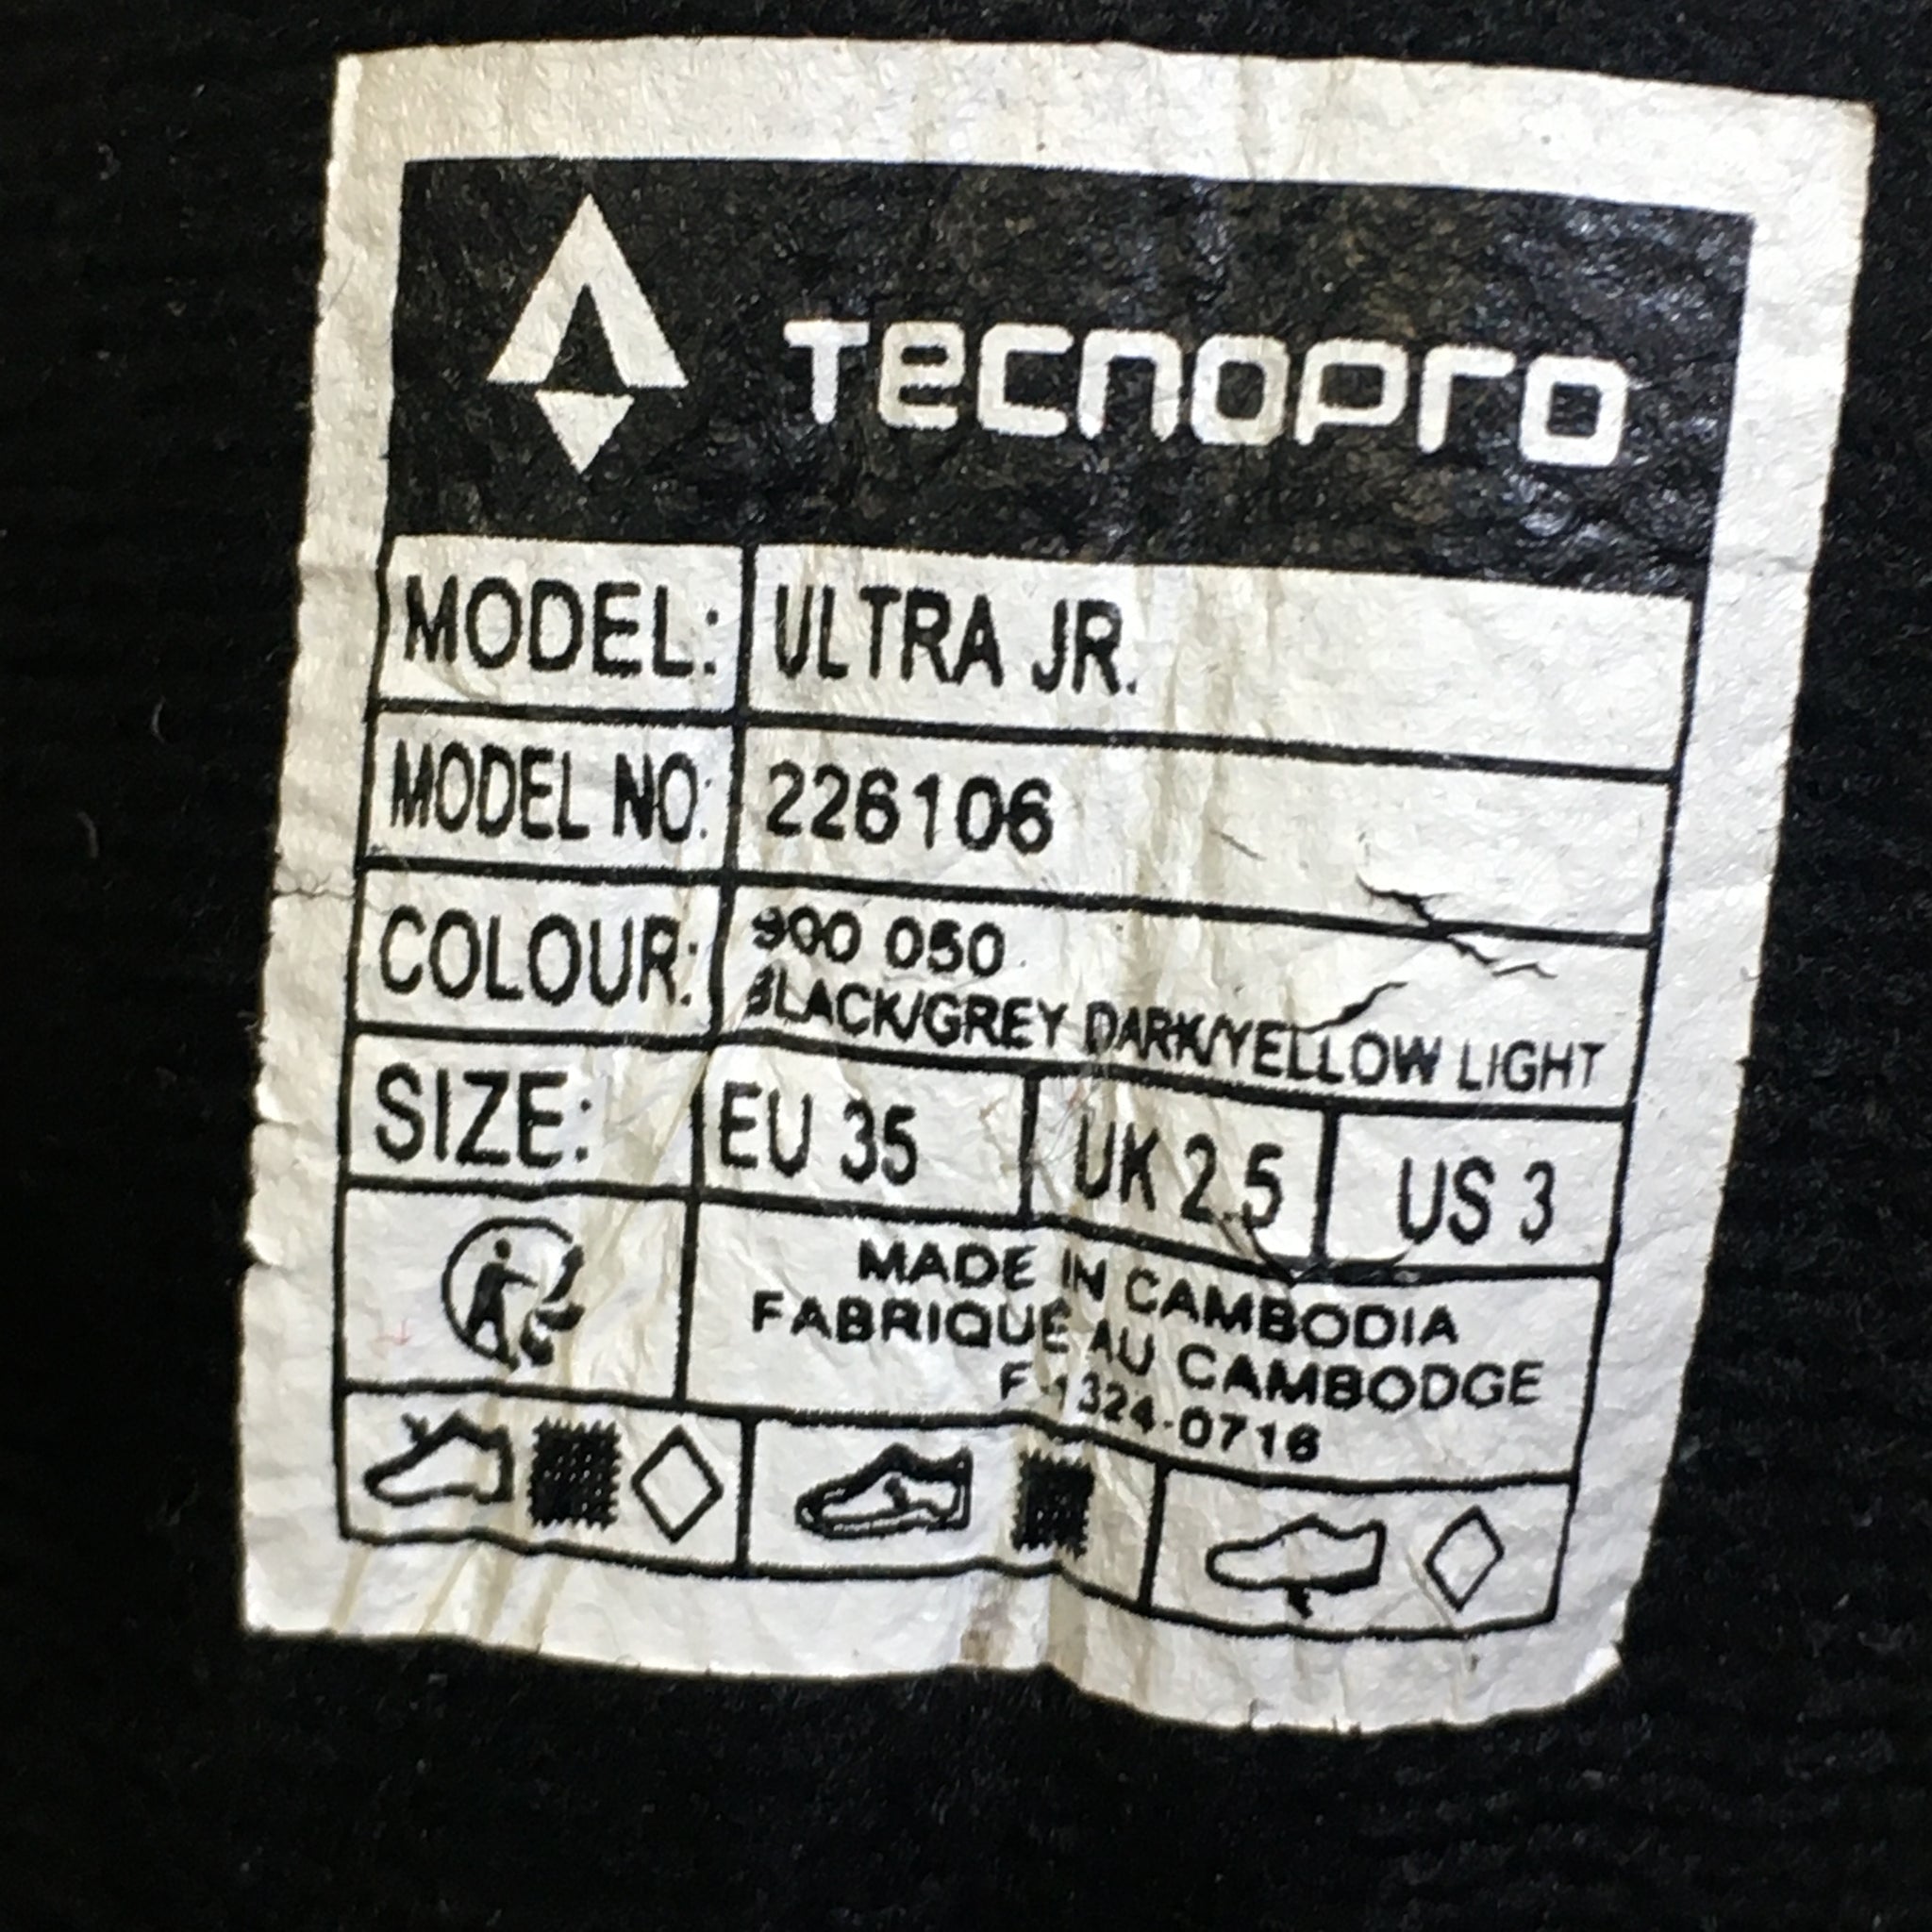 TECNOPRO
MODEL: ULTRA JR.
MODEL NO: 226106
COLOUR: 900 050
BLACK/GREY DARK/YELLOW LIGHT
SIZE: EU 35 UK 2.5 US 3
MADE IN CAMBODIA
FABRIQUE AU CAMBODGE
F-1324-0716